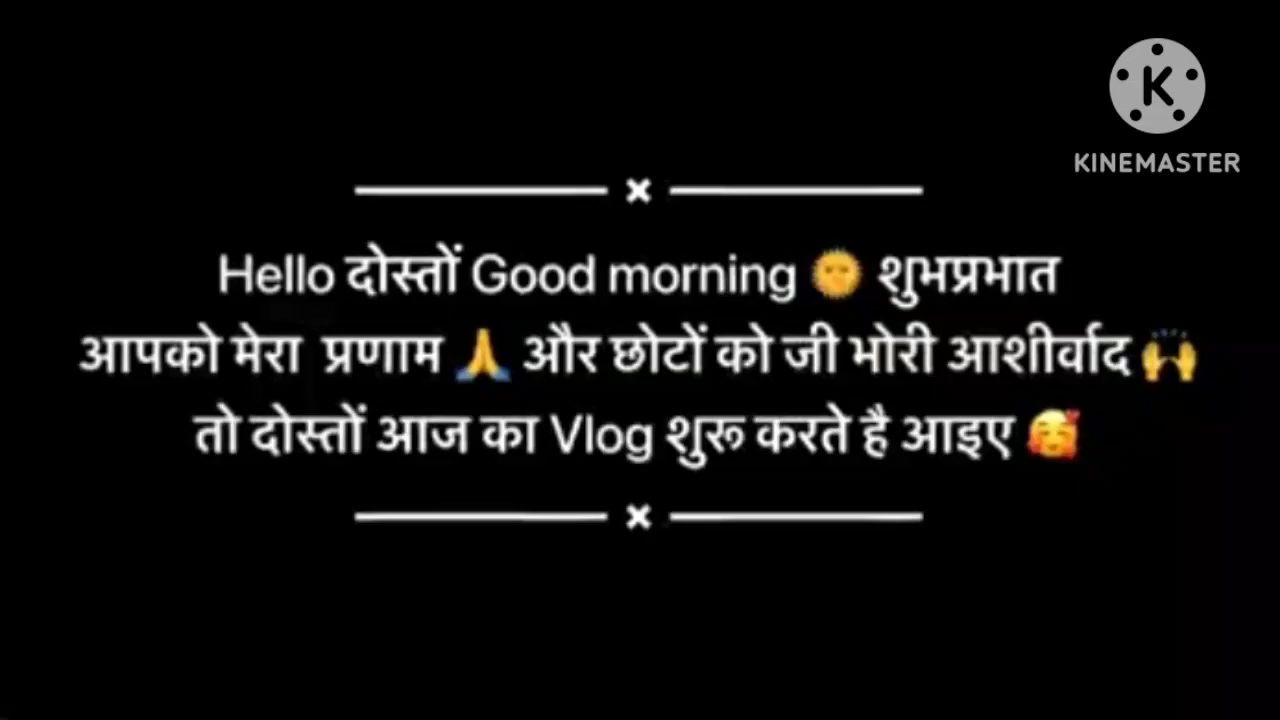 KINEMASTER
Hello दोस्तों Good morning 🌞 शुभप्रभात
आपको मेरा प्रणाम 🙏 और छोटों को जी भोरी आशीर्वाद 🙌
तो दोस्तों आज का Vlog शुरू करते है आइए 🥰